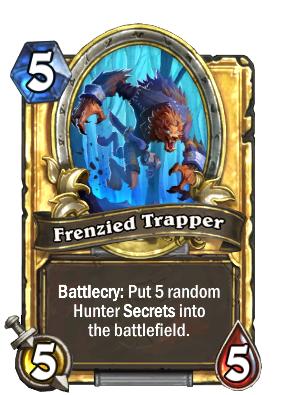 5
Frenzied Trapper
Battlecry: Put 5 random
Hunter Secrets into
the battlefield.
5
5